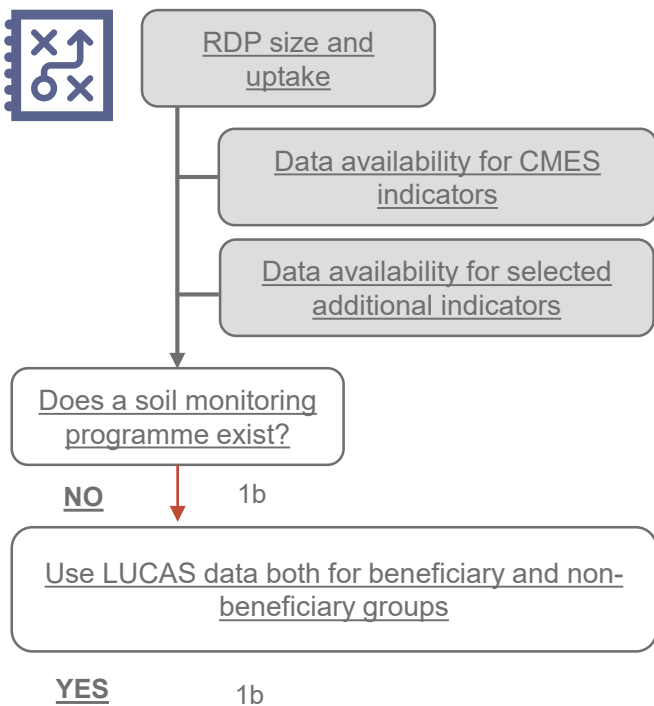 RDP size and
uptake
Data availability for CMES
indicators
Data availability for selected
additional indicators
Does a soil monitoring
programme exist?
NO 1b
Use LUCAS data both for beneficiary and non-
beneficiary groups
YES 1b